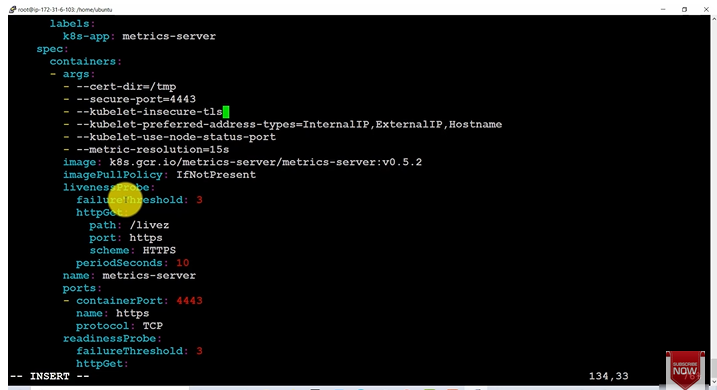 root@ip-172-31-6-103: /home/ubuntu
labels:
k8s-app: metrics-server
spec:
containers:
- args:
- --cert-dir=/tmp
- --secure-port=4443
- --kubelet-insecure-tls
- --kubelet-preferred-address-types=InternalIP,ExternalIP,Hostname
- --kubelet-use-node-status-port
- --metric-resolution=15s
image: k8s.gcr.io/metrics-server/metrics-server:v0.5.2
imagePullPolicy: IfNotPresent
livenessProbe:
failureThreshold: 3
httpGet:
path: /livez
port: https
scheme: HTTPS
periodSeconds: 10
name: metrics-server
ports:
- containerPort: 4443
name: https
protocol: TCP
readinessProbe:
failureThreshold: 3
httpGet:
-- INSERT --
134,33
SUBSCRIBE
NOW